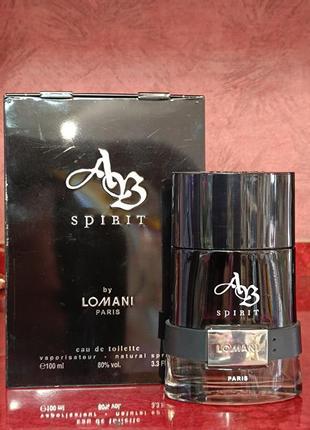 AB
SPIRIT
by
LOMANI
PARIS
eau de toilette
vaporisateur - natural spray
℮100 ml 80% vol. 3.3 F
AB
SPIRIT
LOMANI
PARIS